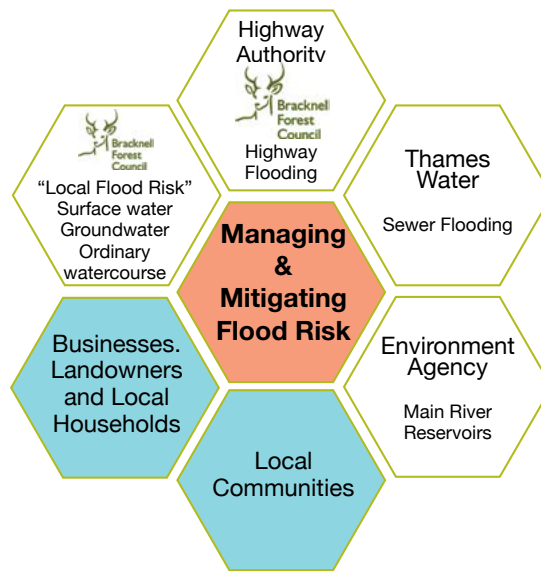 Highway
Authority
Bracknell
Forest
Council
Highway
Flooding
Bracknell
Forest
Council
“Local Flood Risk”
Surface water
Groundwater
Ordinary
watercourse
Thames
Water
Sewer Flooding
Managing
&
Mitigating
Flood Risk
Businesses.
Landowners
and Local
Households
Environment
Agency
Main River
Reservoirs
Local
Communities